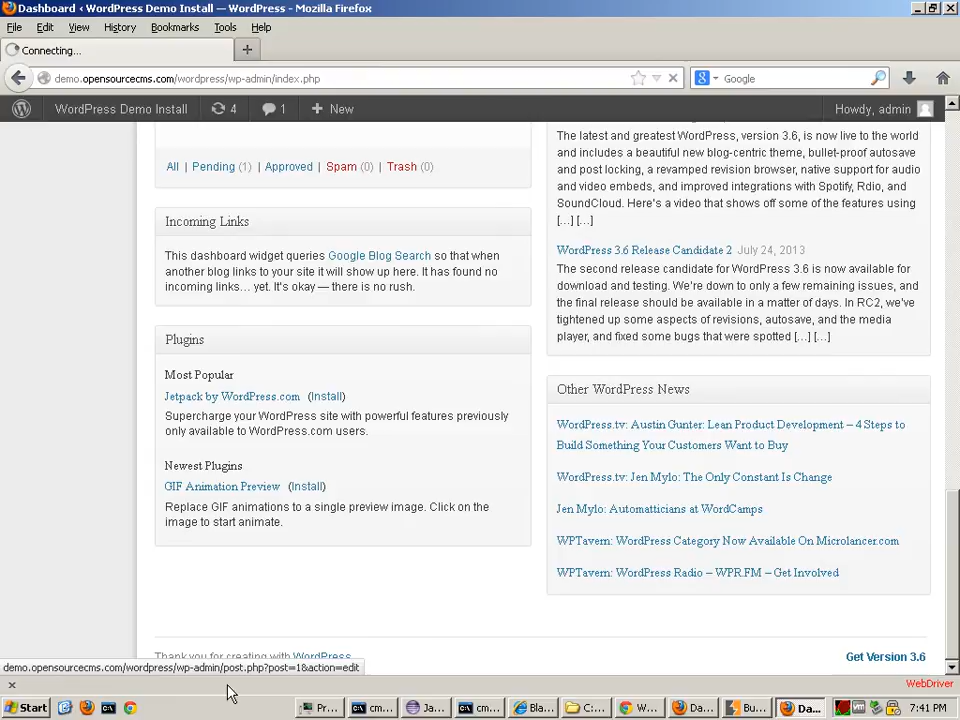 Dashboard ‹ WordPress Demo Install — WordPress - Mozilla Firefox
File Edit View History Bookmarks Tools Help
Connecting...
demo.opensourcecms.com/wordpress/wp-admin/index.php
Google
WordPress Demo Install 4 1 + New Howdy, admin
All | Pending (1) | Approved | Spam (0) | Trash (0)
Incoming Links
This dashboard widget queries Google Blog Search so that when
another blog links to your site it will show up here. It has found no
incoming links… yet. It's okay — there is no rush.
Plugins
Most Popular
Jetpack by WordPress.com (Install)
Supercharge your WordPress site with powerful features previously
only available to WordPress.com users.
Newest Plugins
GIF Animation Preview (Install)
Replace GIF animations to a single preview image. Click on the
image to start animate.
The latest and greatest WordPress, version 3.6, is now live to the world
and includes a beautiful new blog-centric theme, bullet-proof autosave
and post locking, a revamped revision browser, native support for audio
and video embeds, and improved integrations with Spotify, Rdio, and
SoundCloud. Here's a video that shows off some of the features using
[…] […]
WordPress 3.6 Release Candidate 2 July 24, 2013
The second release candidate for WordPress 3.6 is now available for
download and testing. We're down to only a few remaining issues, and
the final release should be available in a matter of days. In RC2, we've
tightened up some aspects of revisions, autosave, and the media
player, and fixed some bugs that were spotted […] […]
Other WordPress News
WordPress.tv: Austin Gunter: Lean Product Development – 4 Steps to
Build Something Your Customers Want to Buy
WordPress.tv: Jen Mylo: The Only Constant Is Change
Jen Mylo: Automatticians at WordCamps
WPTavern: WordPress Category Now Available On Microlancer.com
WPTavern: WordPress Radio – WPR.FM – Get Involved
Thank you for creating with WordPress.
Get Version 3.6
demo.opensourcecms.com/wordpress/wp-admin/post.php?post=1&action=edit
WebDriver
Start Pr... cm... Ja... cm... Bla... C:... W... Da... Bu... Da... 7:41 PM